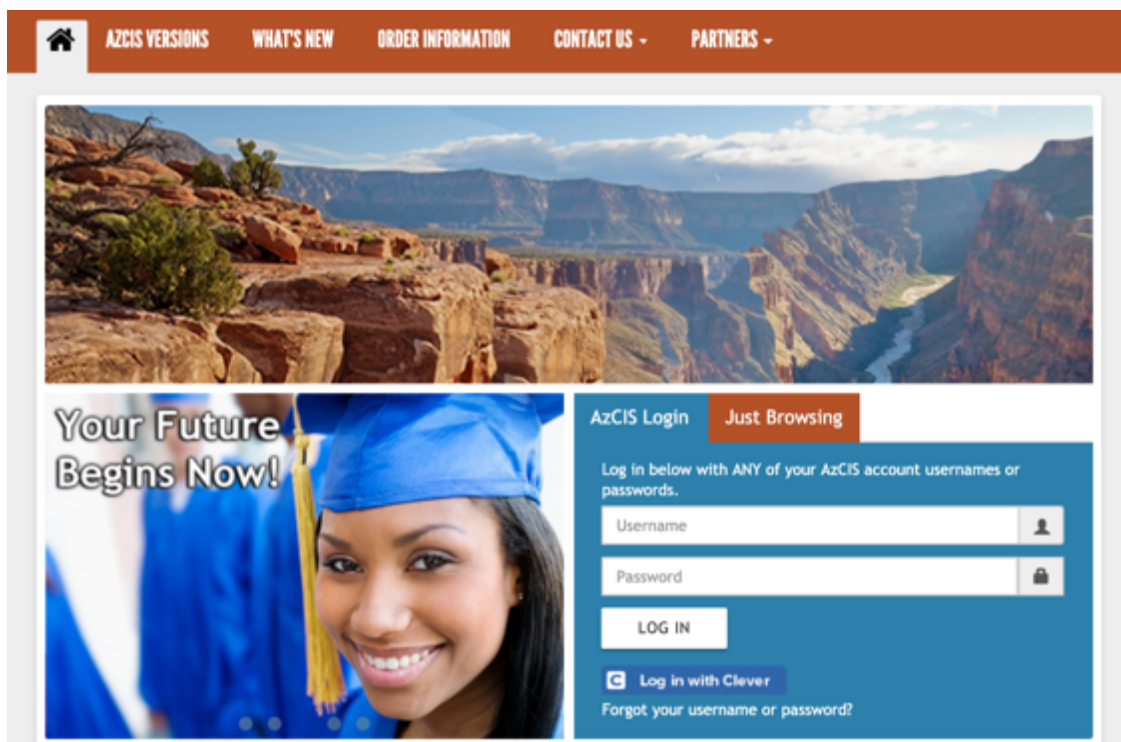 AZCIS VERSIONS WHAT'S NEW ORDER INFORMATION CONTACT US PARTNERS
Your Future
Begins Now!
AzCIS Login Just Browsing
Log in below with ANY of your AzCIS account usernames or
passwords.
Username
Password
LOG IN
C Log in with Clever
Forgot your username or password?